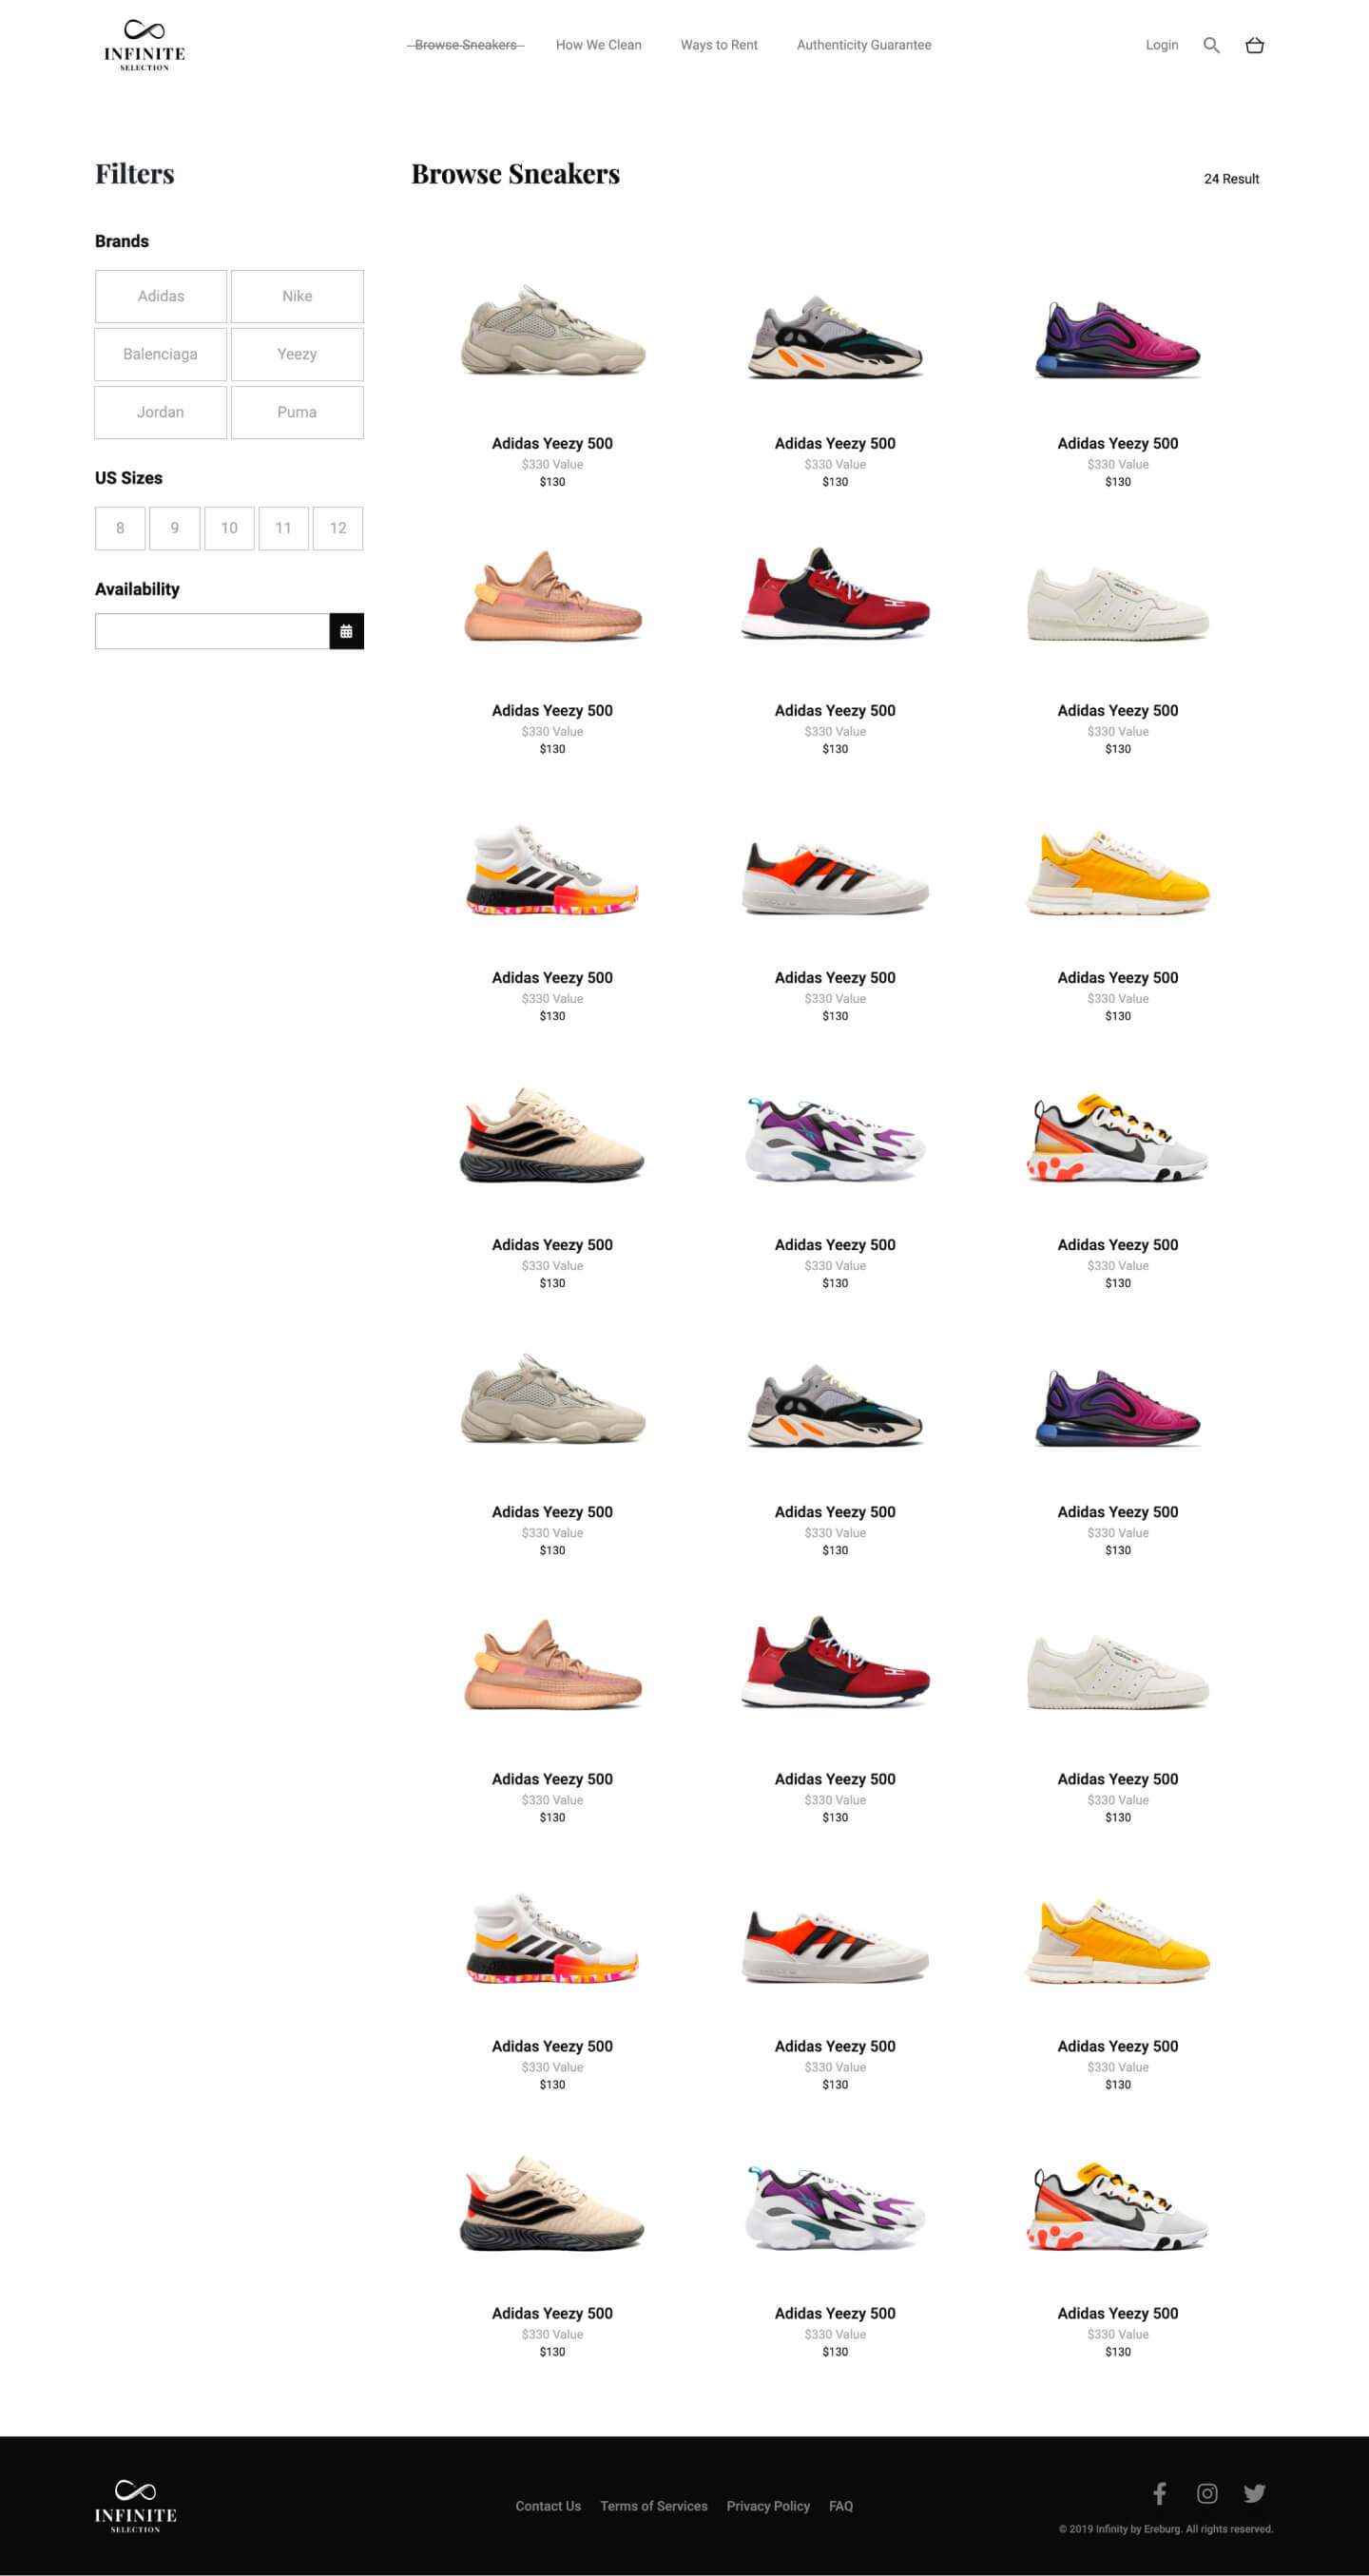 INFINITE
SELECTION
Browse Sneakers
How We Clean
Ways to Rent
Authenticity Guarantee
Login
Filters
Browse Sneakers
24 Result
Brands
Adidas
Nike
Balenciaga
Yeezy
Jordan
Puma
US Sizes
8 9 10 11 12
Availability
Adidas Yeezy 500 Adidas Yeezy 500 Adidas Yeezy 500
$330 Value $330 Value $330 Value
$130 $130 $130
Adidas Yeezy 500 Adidas Yeezy 500 Adidas Yeezy 500
$330 Value $330 Value $330 Value
$130 $130 $130
Adidas Yeezy 500 Adidas Yeezy 500 Adidas Yeezy 500
$330 Value $330 Value $330 Value
$130 $130 $130
Adidas Yeezy 500 Adidas Yeezy 500 Adidas Yeezy 500
$330 Value $330 Value $330 Value
$130 $130 $130
Adidas Yeezy 500 Adidas Yeezy 500 Adidas Yeezy 500
$330 Value $330 Value $330 Value
$130 $130 $130
Adidas Yeezy 500 Adidas Yeezy 500 Adidas Yeezy 500
$330 Value $330 Value $330 Value
$130 $130 $130
Adidas Yeezy 500 Adidas Yeezy 500 Adidas Yeezy 500
$330 Value $330 Value $330 Value
$130 $130 $130
Adidas Yeezy 500 Adidas Yeezy 500 Adidas Yeezy 500
$330 Value $330 Value $330 Value
$130 $130 $130
INFINITE
SELECTION
Contact Us Terms of Services Privacy Policy FAQ
© 2019 Infinity by Ereburg. All rights reserved.